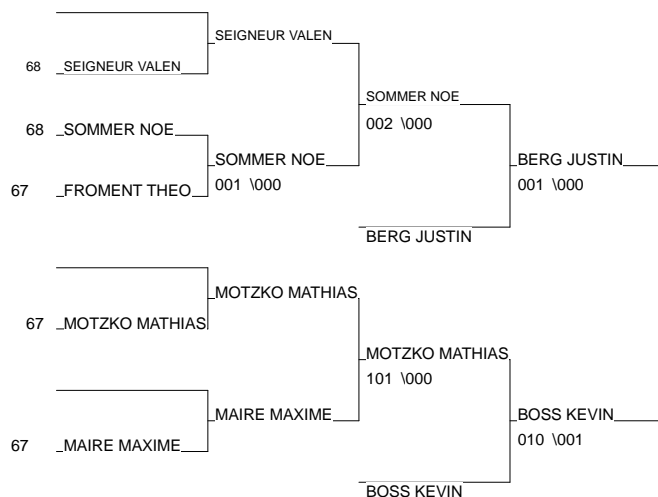 SEIGNEUR VALEN
68 SEIGNEUR VALEN
SOMMER NOE
002 \000
68 SOMMER NOE
SOMMER NOE
001 \000
BERG JUSTIN
001 \000
67 FROMENT THEO
BERG JUSTIN
MOTZKO MATHIAS
67 MOTZKO MATHIAS
MOTZKO MATHIAS
101 \000
MAIRE MAXIME
BOSS KEVIN
010 \001
67 MAIRE MAXIME
BOSS KEVIN